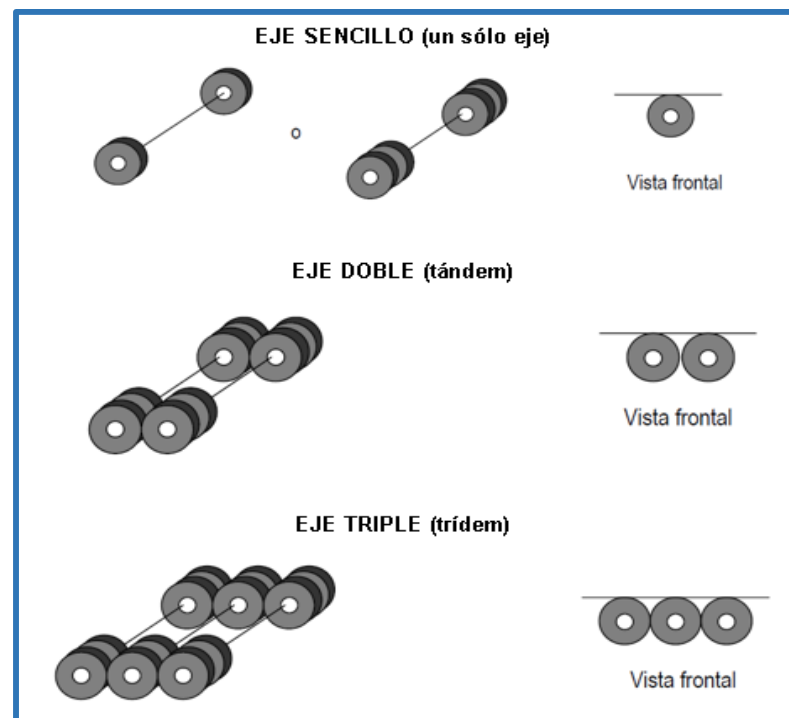 EJE SENCILLO (un sólo eje)
o
Vista frontal
EJE DOBLE (tándem)
Vista frontal
EJE TRIPLE (trídem)
Vista frontal